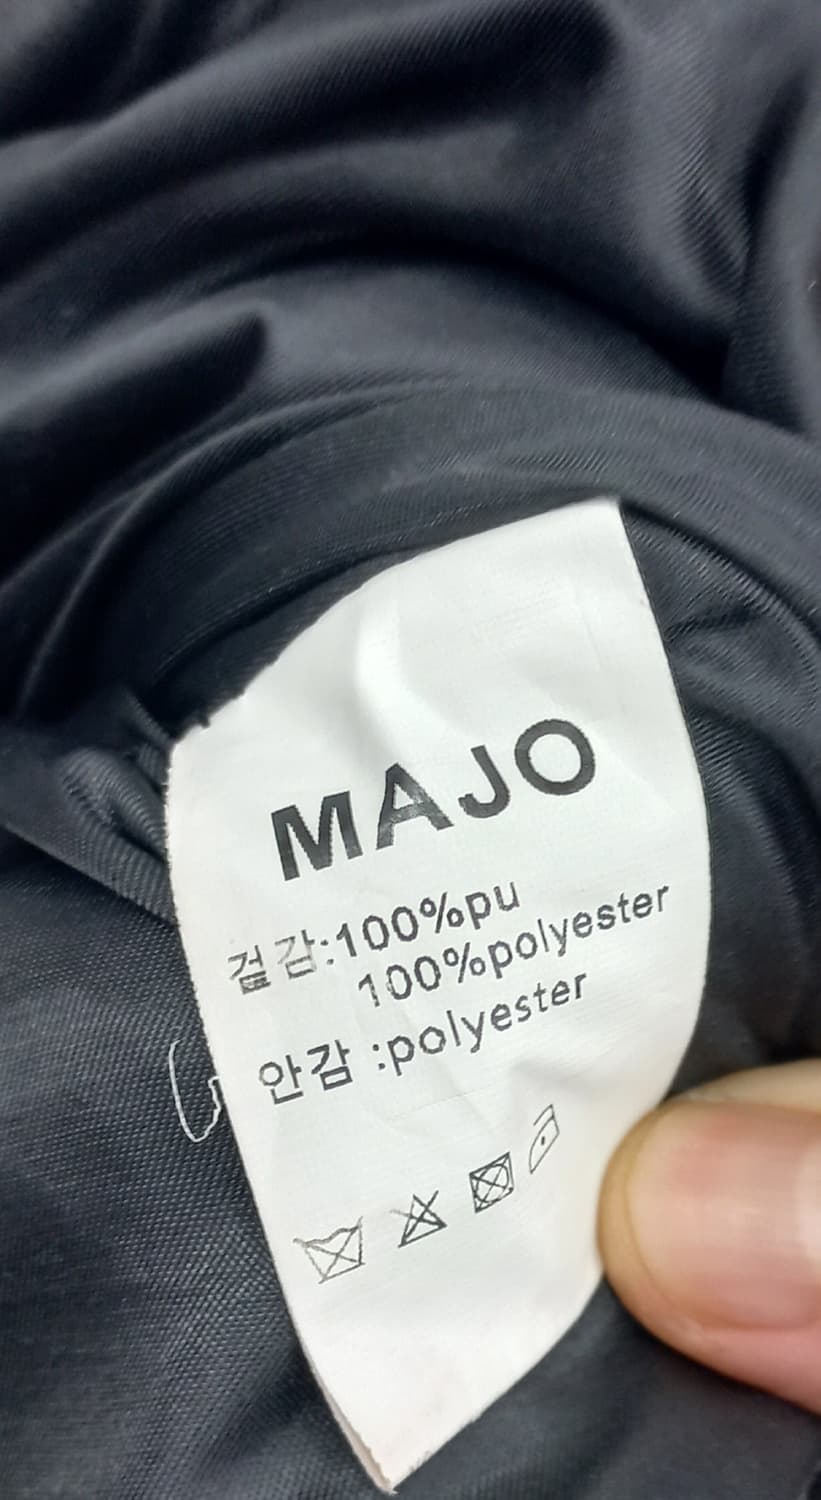 MAJO
겉감:100%pu
100%polyester
안감 :polyester